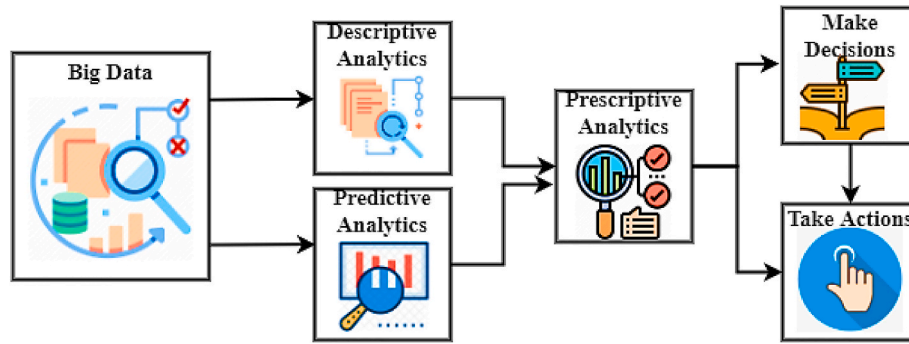 Big Data
Descriptive
Analytics
Predictive
Analytics
Prescriptive
Analytics
Make
Decisions
Take Actions